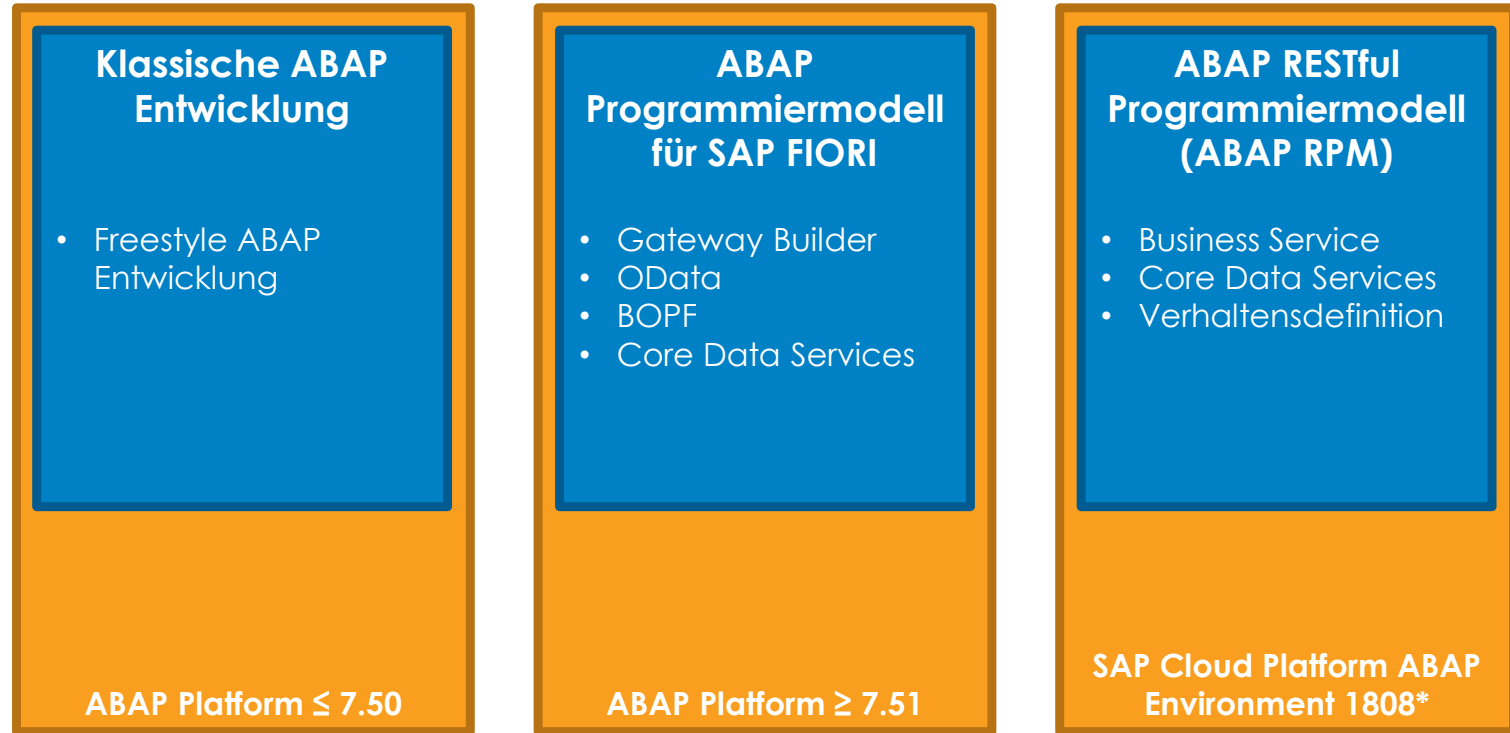 Klassische ABAP
Entwicklung
• Freestyle ABAP
Entwicklung
ABAP Platform ≤ 7.50
ABAP
Programmiermodell
für SAP FIORI
• Gateway Builder
• OData
• BOPF
• Core Data Services
ABAP Platform ≥ 7.51
ABAP RESTful
Programmiermodell
(ABAP RPM)
• Business Service
• Core Data Services
• Verhaltensdefinition
SAP Cloud Platform ABAP
Environment 1808*